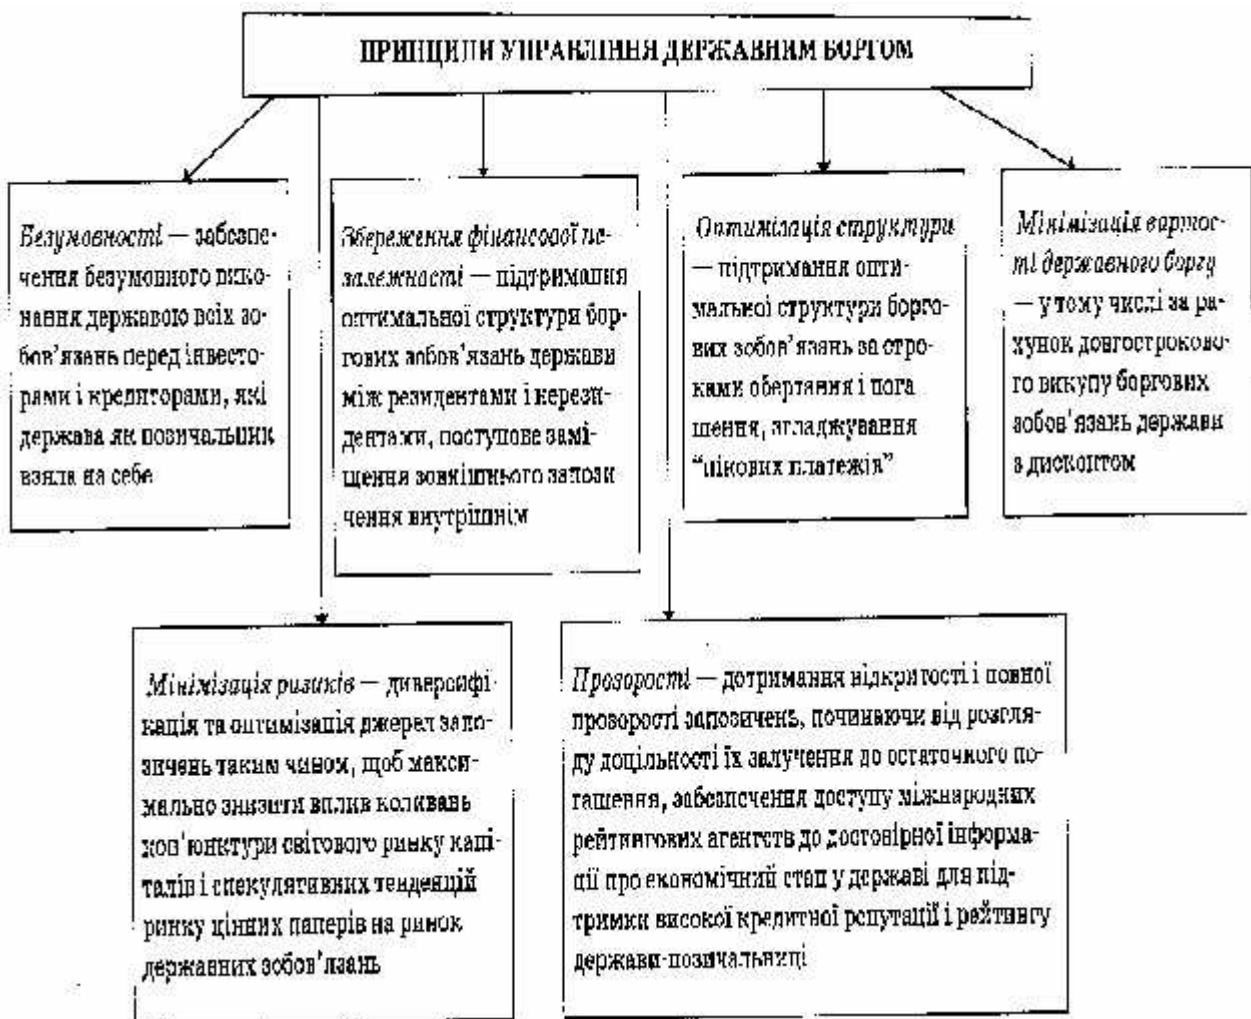 ПРИНЦИПИ УПРАВЛІННЯ ДЕРЖАВНИМ БОРГОМ
Безумовності — забезпе-
чення безумовного вико-
нання державою всіх зо-
бов’язань перед інвесто-
рами і кредиторами, які
держава як позичальник
взяла на себе
Збереження фінансової не-
залежності — підтримання
оптимальної структури бор-
гових зобов’язань держави
між резидентами і нерези-
дентами, поступове замі-
щення зовнішнього запози
чення внутрішнім
Оптимізація структури
— підтримання опти-
мальної структури борго-
вих зобов’язань за стро-
ками обертання і пога
шення, згладжування
“пікових платежів”
Мінімізація вартос-
ті державного боргу
— у тому числі за ра-
хунок довгостроково-
го викупу боргових
зобов’язань держави
з дисконтом
Мінімізація ризиків — диверсифі-
кація та оптимізація джерел запо-
зичень таким чином, щоб макси-
мально знизити вплив коливань
кон’юнктури світового ринку капі-
талів і спекулятивних тенденцій
ринку цінних паперів на ринок
державних зобов’язань
Прозорості — дотримання відкритості і повної
прозорості запозичень, починаючи від розгля-
ду доцільності їх залучення до остаточного по-
гашення, забезпечення доступу міжнародних
рейтингових агентств до достовірної інформа-
ції про економічний стан у державі для під-
тримки високої кредитної репутації і рейтингу
держави-позичальниці